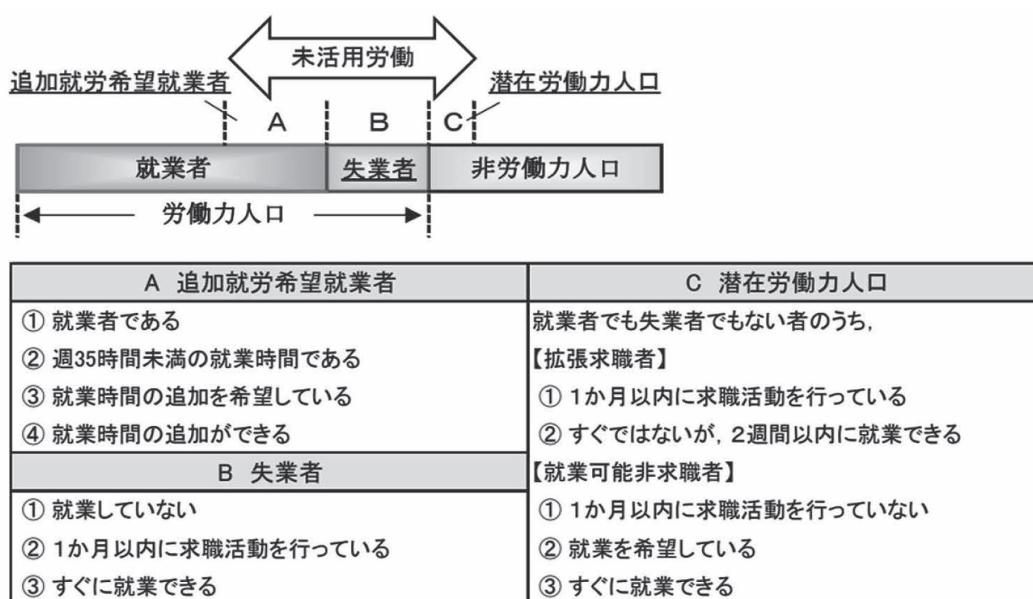 未活用労働
追加就労希望就業者
潜在労働力人口
A
B
C
就業者
失業者
非労働力人口
労働力人口
A 追加就労希望就業者
① 就業者である
② 週35時間未満の就業時間である
③ 就業時間の追加を希望している
④ 就業時間の追加ができる
B 失業者
① 就業していない
② 1か月以内に求職活動を行っている
③ すぐに就業できる
C 潜在労働力人口
就業者でも失業者でもない者のうち,
【拡張求職者】
① 1か月以内に求職活動を行っている
② すぐではないが, 2週間以内に就業できる
【就業可能非求職者】
① 1か月以内に求職活動を行っていない
② 就業を希望している
③ すぐに就業できる